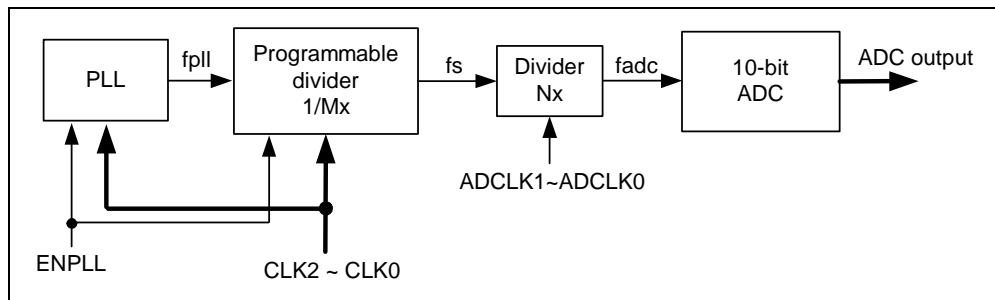 PLL
fpll
Programmable
divider
1/Mx
fs
Divider
Nx
fadc
10-bit
ADC
ADC output
ADCLK1~ADCLK0
ENPLL
CLK2 ~ CLK0